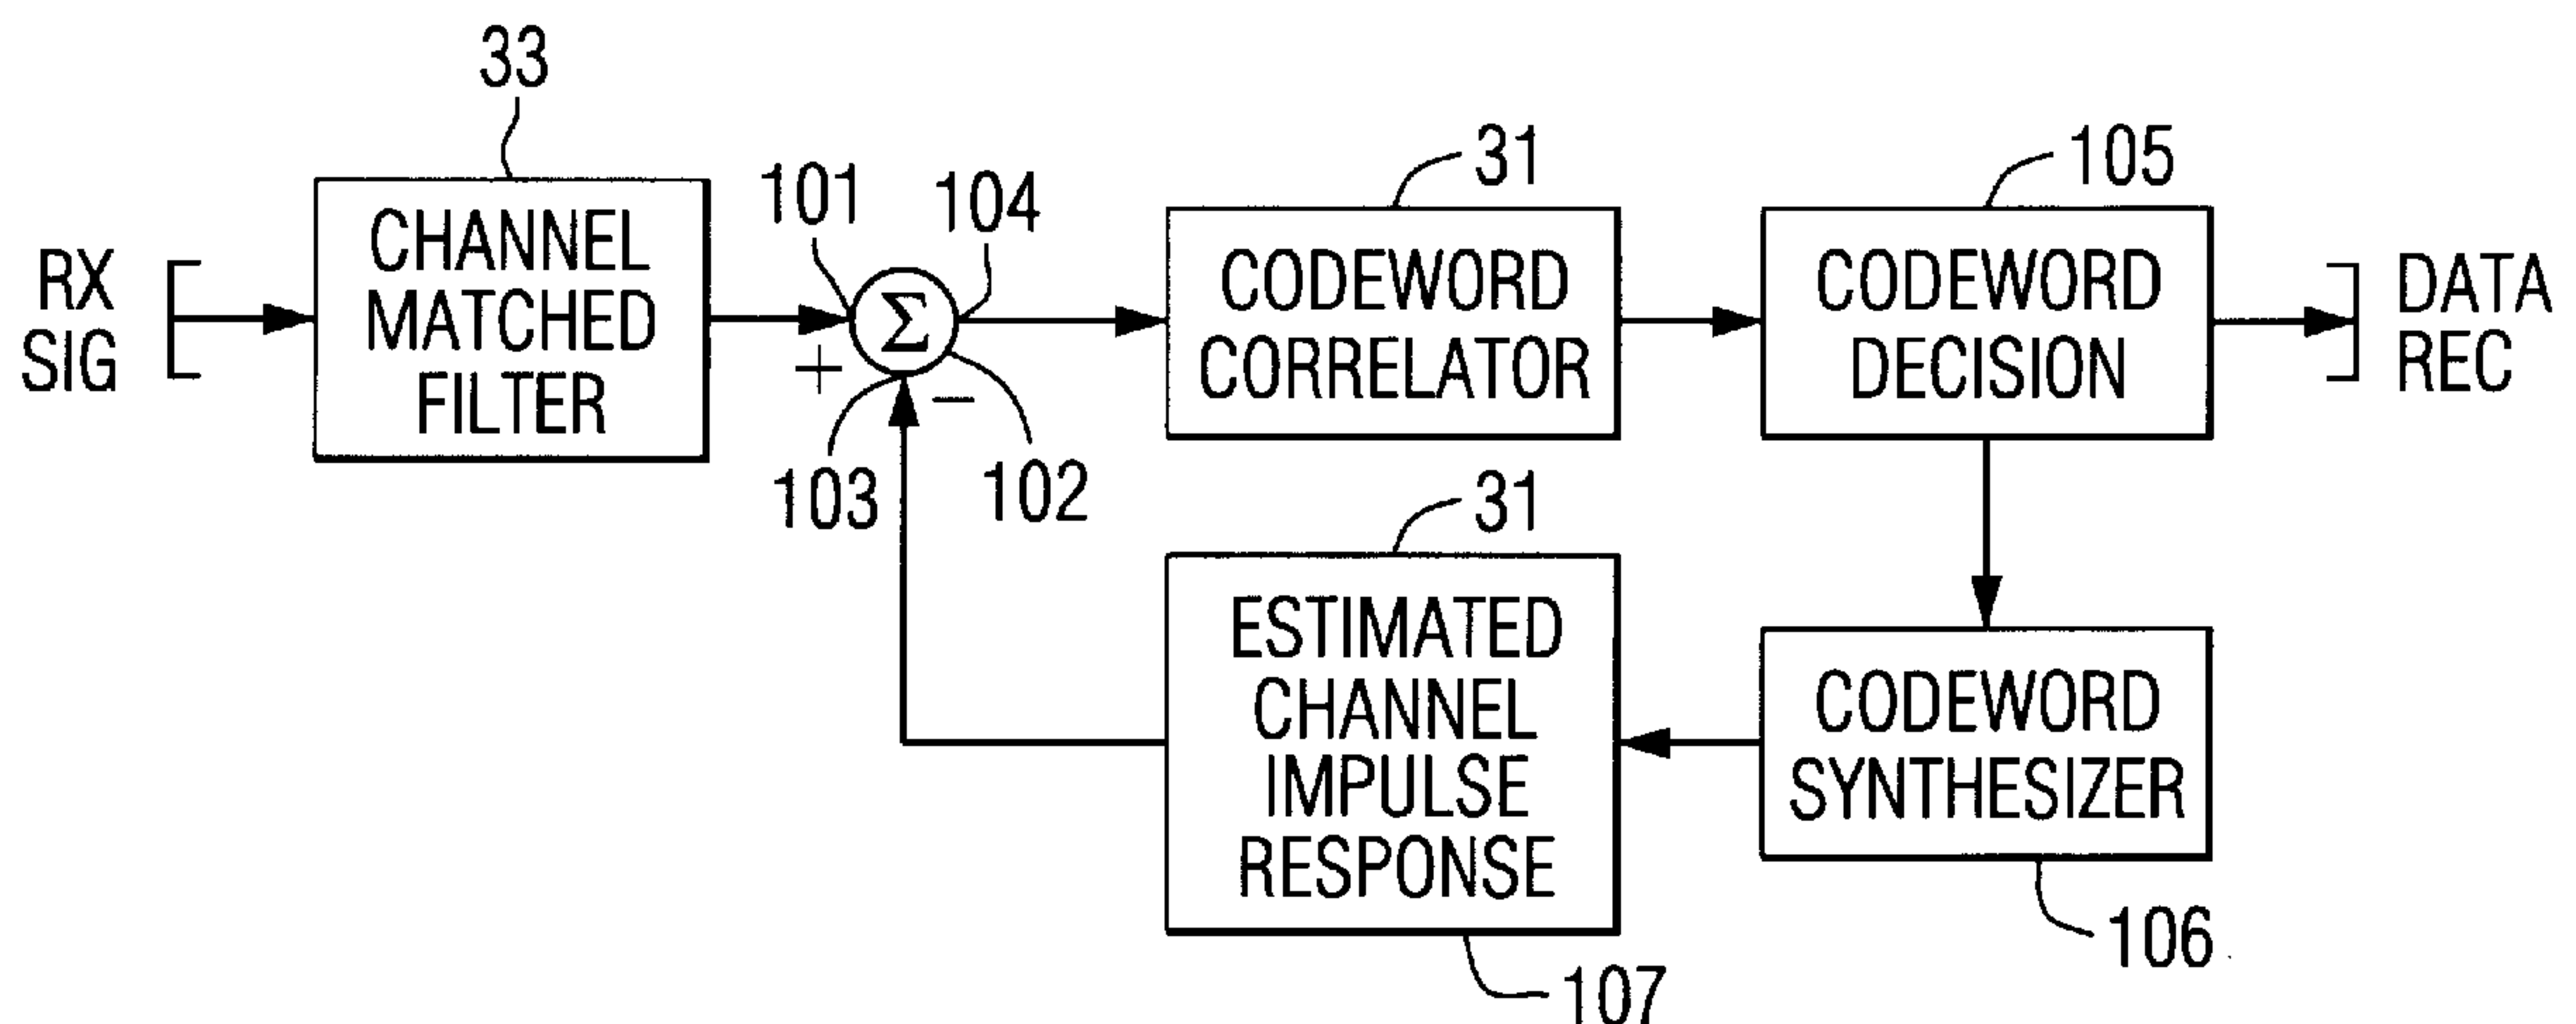 33
RX
SIG
CHANNEL
MATCHED
FILTER
101
104
+
Σ
−
103
102
31
CODEWORD
CORRELATOR
105
CODEWORD
DECISION
DATA
REC
31
ESTIMATED
CHANNEL
IMPULSE
RESPONSE
107
CODEWORD
SYNTHESIZER
106